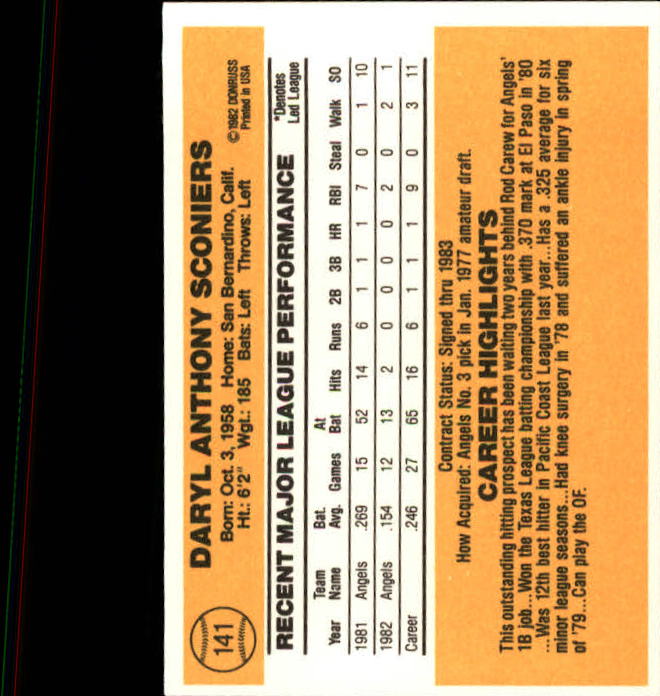 141
DARYL ANTHONY SCONIERS
Born: Oct. 3, 1958 Home: San Bernardino, Calif.
Ht.: 6'2" Wgt.: 185 Bats: Left Throws: Left
©1982 DONRUSS
Printed in USA
RECENT MAJOR LEAGUE PERFORMANCE
*Denotes
Led League
Team Bat. At
Year Name Avg. Games Bat Hits Runs 2B 3B HR RBI Steal Walk SO
1981 Angels .269 15 52 14 6 1 1 1 7 0 1 10
1982 Angels .154 12 13 2 0 0 0 0 2 0 2 1
Career .246 27 65 16 6 1 1 1 9 0 3 11
Contract Status: Signed thru 1983
How Acquired: Angels No. 3 pick in Jan. 1977 amateur draft.
CAREER HIGHLIGHTS
This outstanding hitting prospect has been waiting two years behind Rod Carew for Angels'
1B job...Won the Texas League batting championship with .370 mark at El Paso in '80
...Was 12th best hitter in Pacific Coast League last year...Has a .325 average for six
minor league seasons...Had knee surgery in '78 and suffered an ankle injury in spring
of '79...Can play the OF.